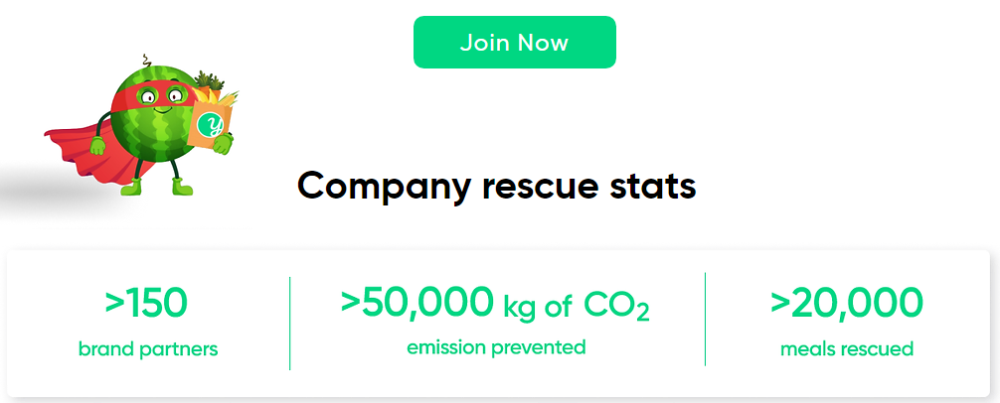 Join Now
y
Company rescue stats
>150
brand partners
>50,000 kg of CO₂
emission prevented
>20,000
meals rescued